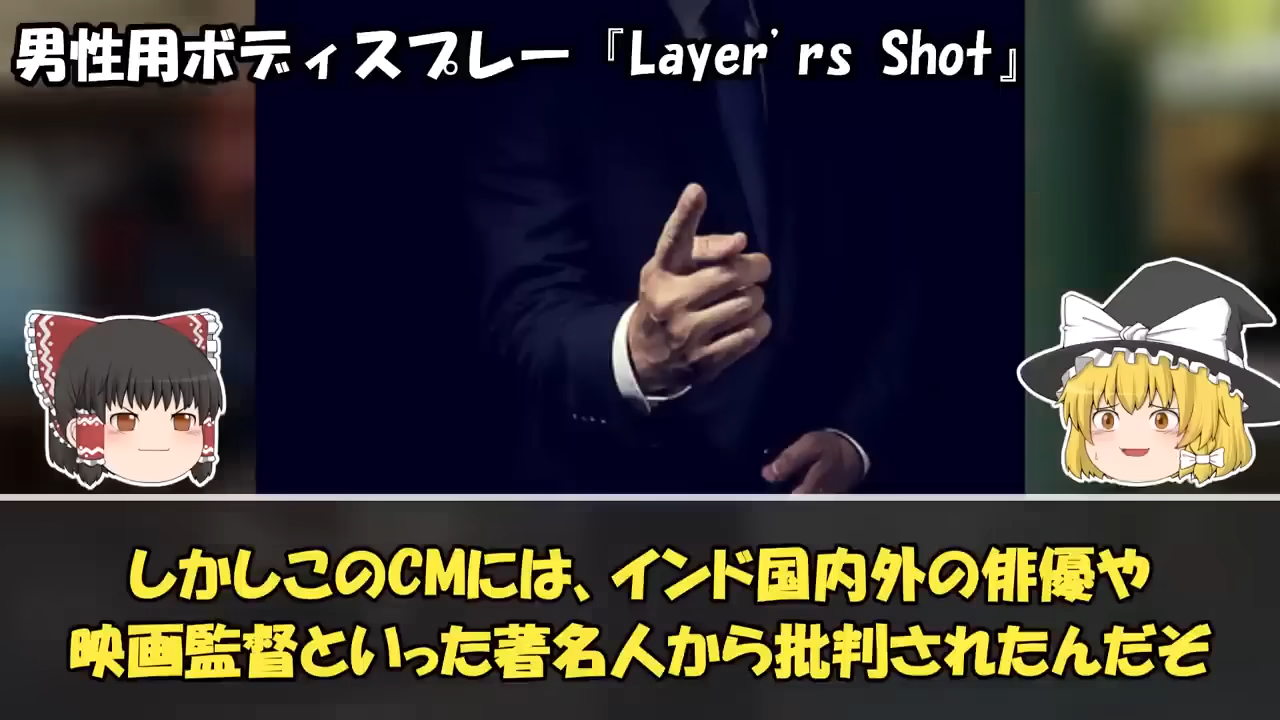 男性用ボディスプレー『Layer'rs Shot』
しかしこのCMには、インド国内外の俳優や
映画監督といった著名人から批判されたんだぞ